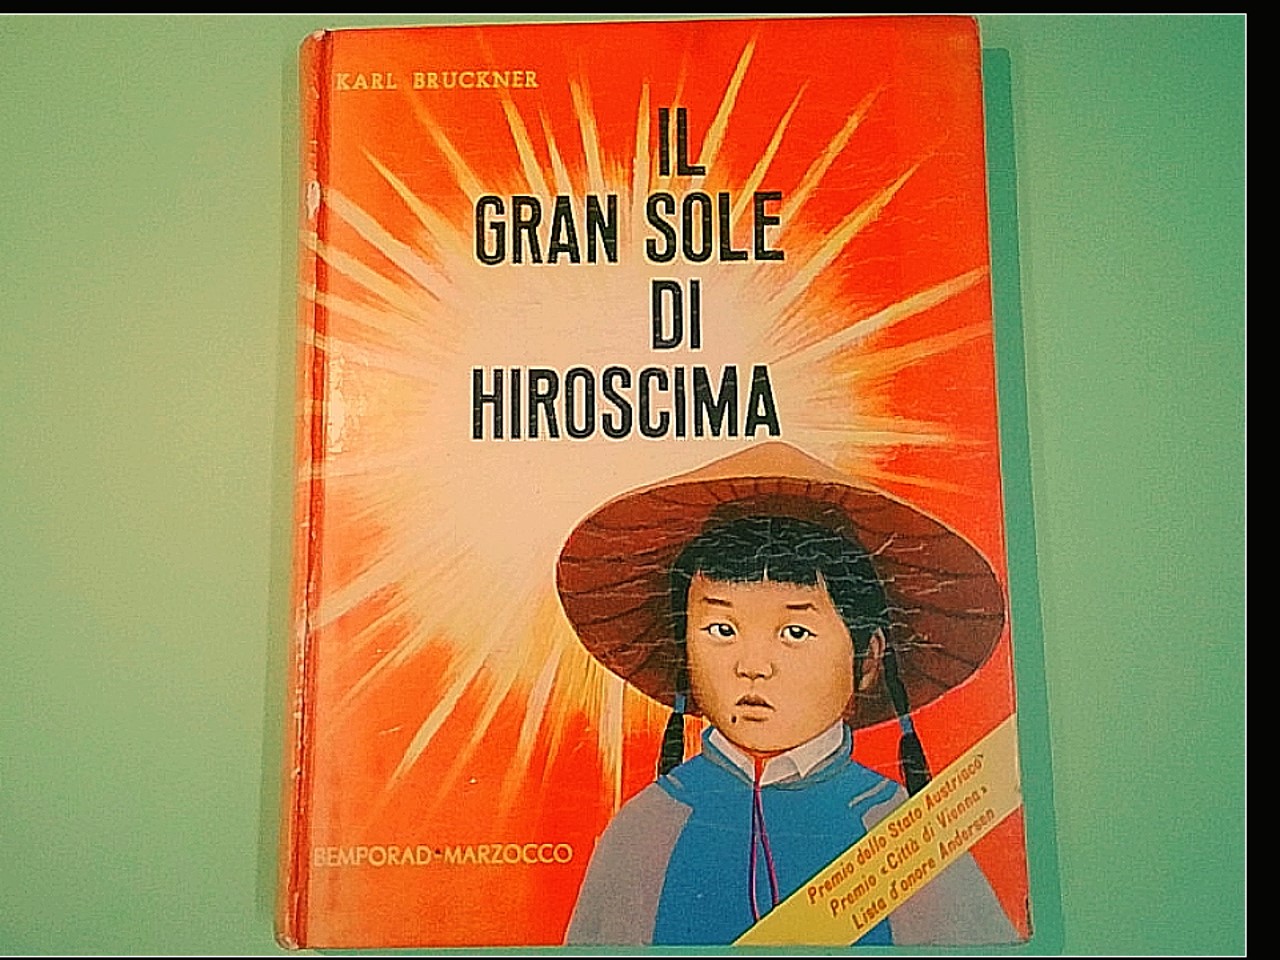 KARL BRUCKNER
IL
GRAN SOLE
DI
HIROSCIMA
BEMPORAD·MARZOCCO
Premio dello Stato Austriaco
Premio «Città di Vienna»
Lista d'onore Andersen